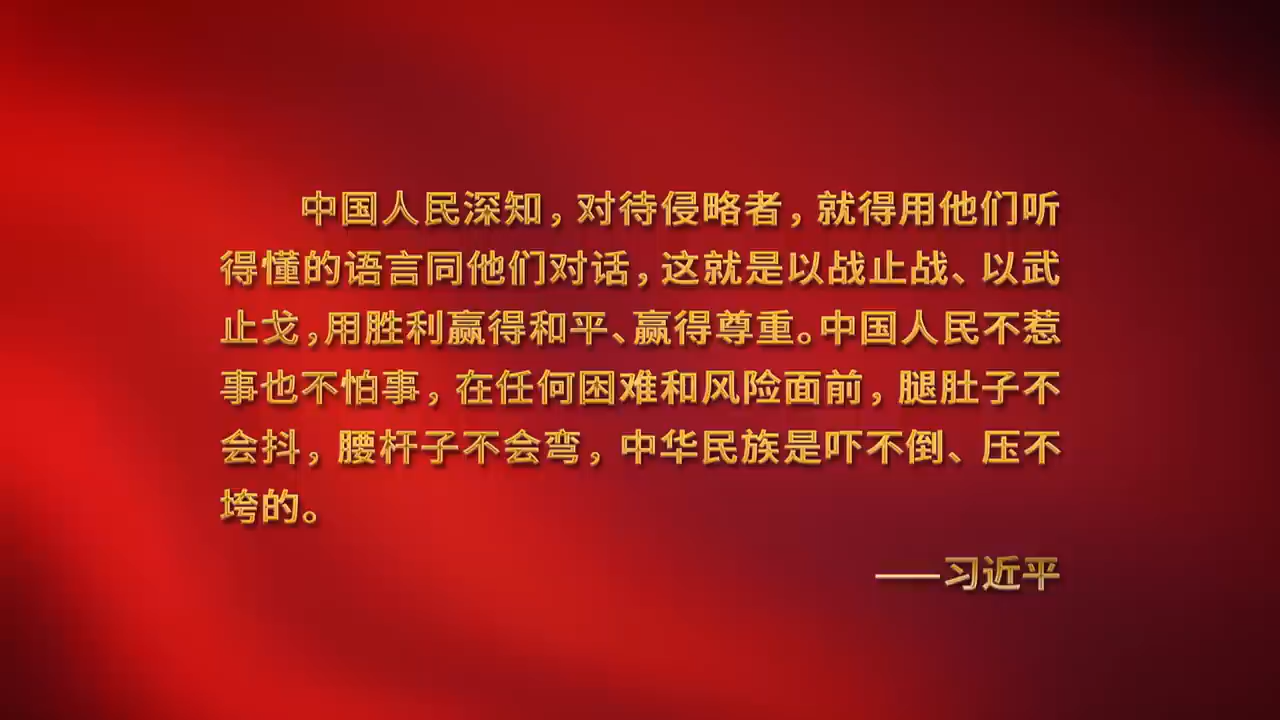 中国人民深知，对待侵略者，就得用他们听
得懂的语言同他们对话，这就是以战止战、以武
止戈，用胜利赢得和平、赢得尊重。中国人民不惹
事也不怕事，在任何困难和风险面前，腿肚子不
会抖，腰杆子不会弯，中华民族是吓不倒、压不
垮的。
——习近平